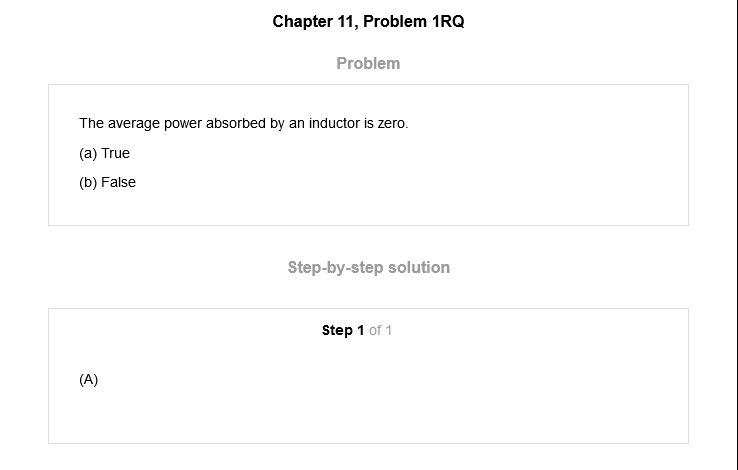 Chapter 11, Problem 1RQ
Problem
The average power absorbed by an inductor is zero.
(a) True
(b) False
Step-by-step solution
Step 1 of 1
(A)